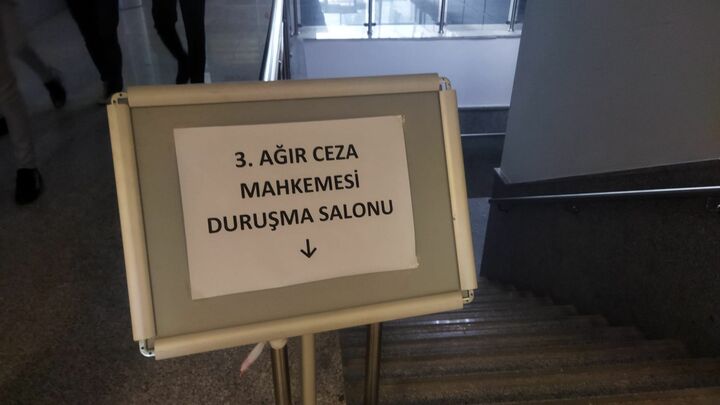 3. AĞIR CEZA
MAHKEMESİ
DURUŞMA SALONU
↓